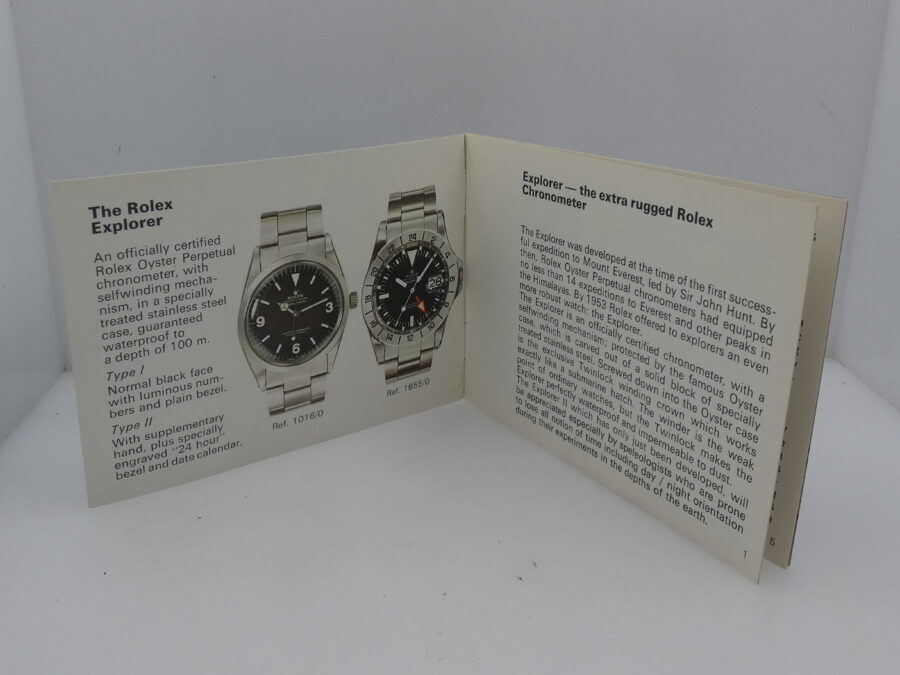 The Rolex
Explorer
An officially certified
Rolex Oyster Perpetual
chronometer, with
selfwinding mecha-
nism, in a specially
treated stainless steel
case, guaranteed
waterproof to
a depth of 100 m.
Type I
Normal black face
with luminous num-
bers and plain bezel.
Type II
With supplementary
hand, plus specially
engraved "24 hour"
bezel and date calendar.
Ref. 1016/0
Ref. 1655/0
Explorer — the extra rugged Rolex
Chronometer
The Explorer was developed at the time of the first success-
ful expedition to Mount Everest, led by Sir John Hunt. By
then, Rolex Oyster Perpetual chronometers had equipped
no less than 14 expeditions to Everest and other peaks in
the Himalayas. By 1953 Rolex offered to explorers an even
more robust watch: the Explorer.
The Explorer is an officially certified chronometer, with a
selfwinding mechanism; protected by the famous Oyster
case, which is carved out of a solid block of specially
treated stainless steel. Screwed down into the Oyster case
is the exclusive Twinlock winding crown which works
exactly like a submarine hatch. The winder is the weak
point of ordinary watches, but the Twinlock makes the
Explorer perfectly waterproof and impermeable to dust.
The Explorer II which has only just been developed, will
be appreciated especially by speleologists who are prone
to lose all notion of time including day / night orientation
during their experiments in the depths of the earth.
1
5